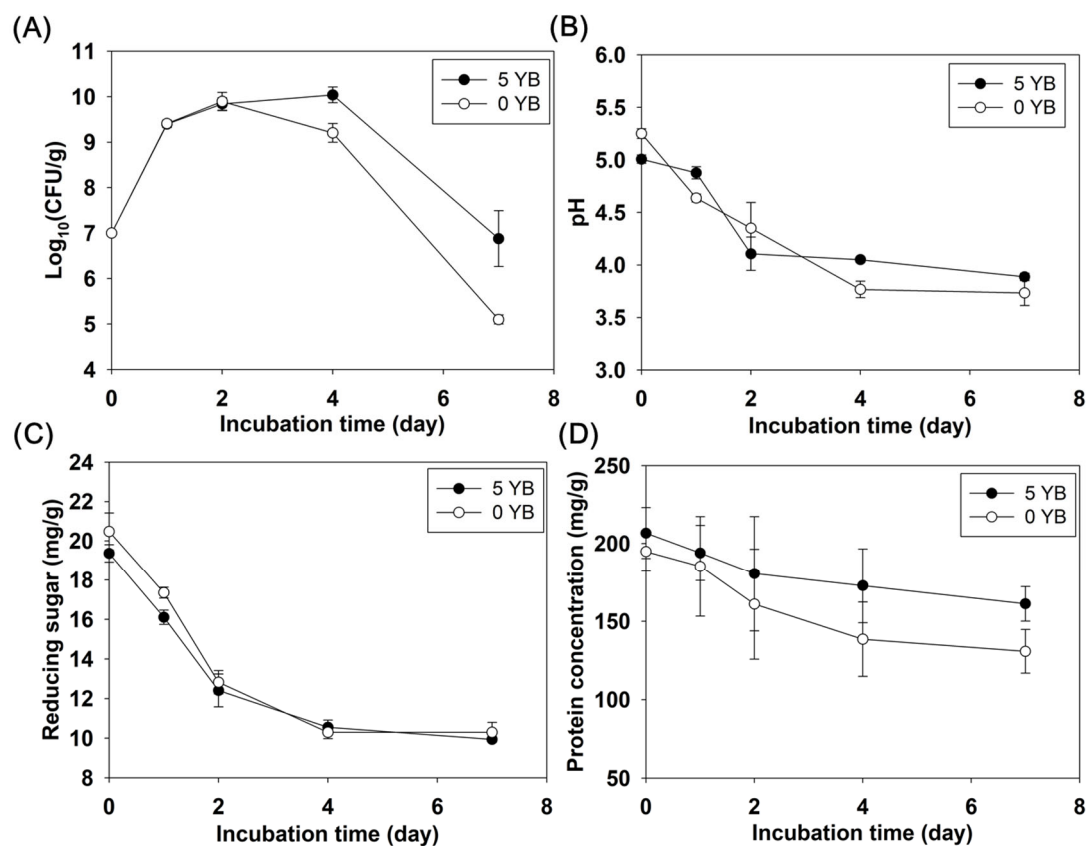 (A)
Log10(CFU/g)
11
10
9
8
7
6
5
4
5 YB
0 YB
0 2 4 6 8
Incubation time (day)
(B)
pH
6.0
5.5
5.0
4.5
4.0
3.5
3.0
5 YB
0 YB
0 2 4 6 8
Incubation time (day)
(C)
Reducing sugar (mg/g)
24
22
20
18
16
14
12
10
8
5 YB
0 YB
0 2 4 6 8
Incubation time (day)
(D)
Protein concentration (mg/g)
250
200
150
100
50
5 YB
0 YB
0 2 4 6 8
Incubation time (day)